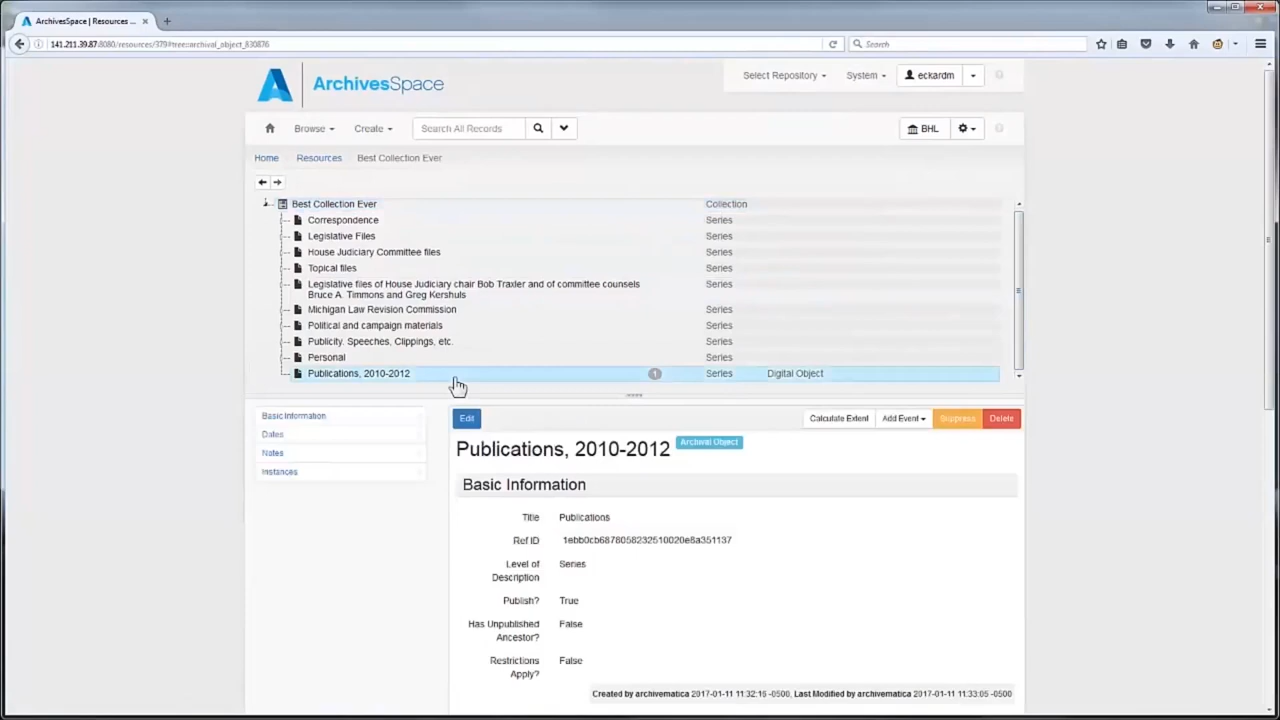 ArchivesSpace | Resources ...
141.211.39.87:8080/resources/379#tree::archival_object_830876
Search
ArchivesSpace
Select Repository
System
eckardm
Browse
Create
Search All Records
BHL
Home
Resources
Best Collection Ever
Best Collection Ever Collection
Correspondence Series
Legislative Files Series
House Judiciary Committee files Series
Topical files Series
Legislative files of House Judiciary chair Bob Traxler and of committee counsels Series
Bruce A. Timmons and Greg Kershuls
Michigan Law Revision Commission Series
Political and campaign materials Series
Publicity. Speeches, Clippings, etc. Series
Personal Series
Publications, 2010-2012 1 Series Digital Object
Basic Information
Dates
Notes
Instances
Edit
Calculate Extent
Add Event
Suppress
Delete
Publications, 2010-2012 Archival Object
Basic Information
Title Publications
Ref ID 1ebb0cb6878058232510020e8a351137
Level of Series
Description
Publish? True
Has Unpublished False
Ancestor?
Restrictions False
Apply?
Created by archivematica 2017-01-11 11:32:15 -0500, Last Modified by archivematica 2017-01-11 11:33:05 -0500